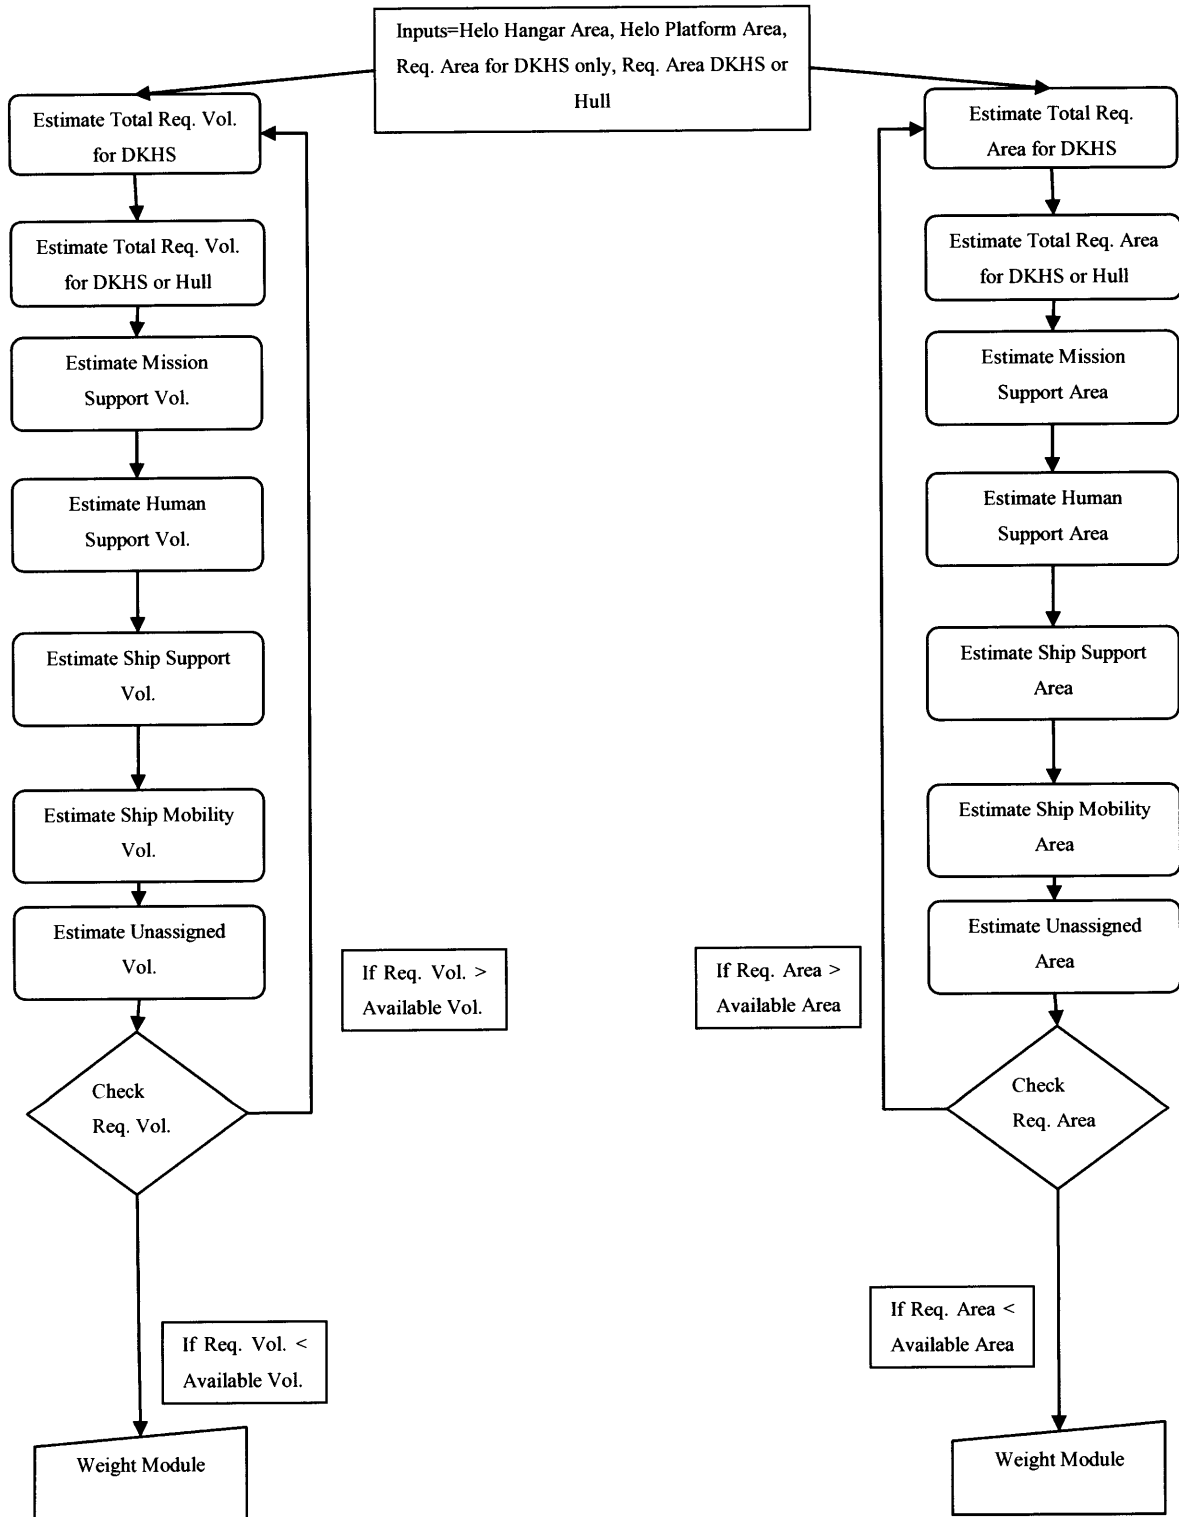 Inputs=Helo Hangar Area, Helo Platform Area,
Req. Area for DKHS only, Req. Area DKHS or
Hull
Estimate Total Req. Vol.
for DKHS
Estimate Total Req. Vol.
for DKHS or Hull
Estimate Mission
Support Vol.
Estimate Human
Support Vol.
Estimate Ship Support
Vol.
Estimate Ship Mobility
Vol.
Estimate Unassigned
Vol.
If Req. Vol. >
Available Vol.
Check
Req. Vol.
If Req. Vol. <
Available Vol.
Weight Module
Estimate Total Req.
Area for DKHS
Estimate Total Req. Area
for DKHS or Hull
Estimate Mission
Support Area
Estimate Human
Support Area
Estimate Ship Support
Area
Estimate Ship Mobility
Area
Estimate Unassigned
Area
If Req. Area >
Available Area
Check
Req. Area
If Req. Area <
Available Area
Weight Module